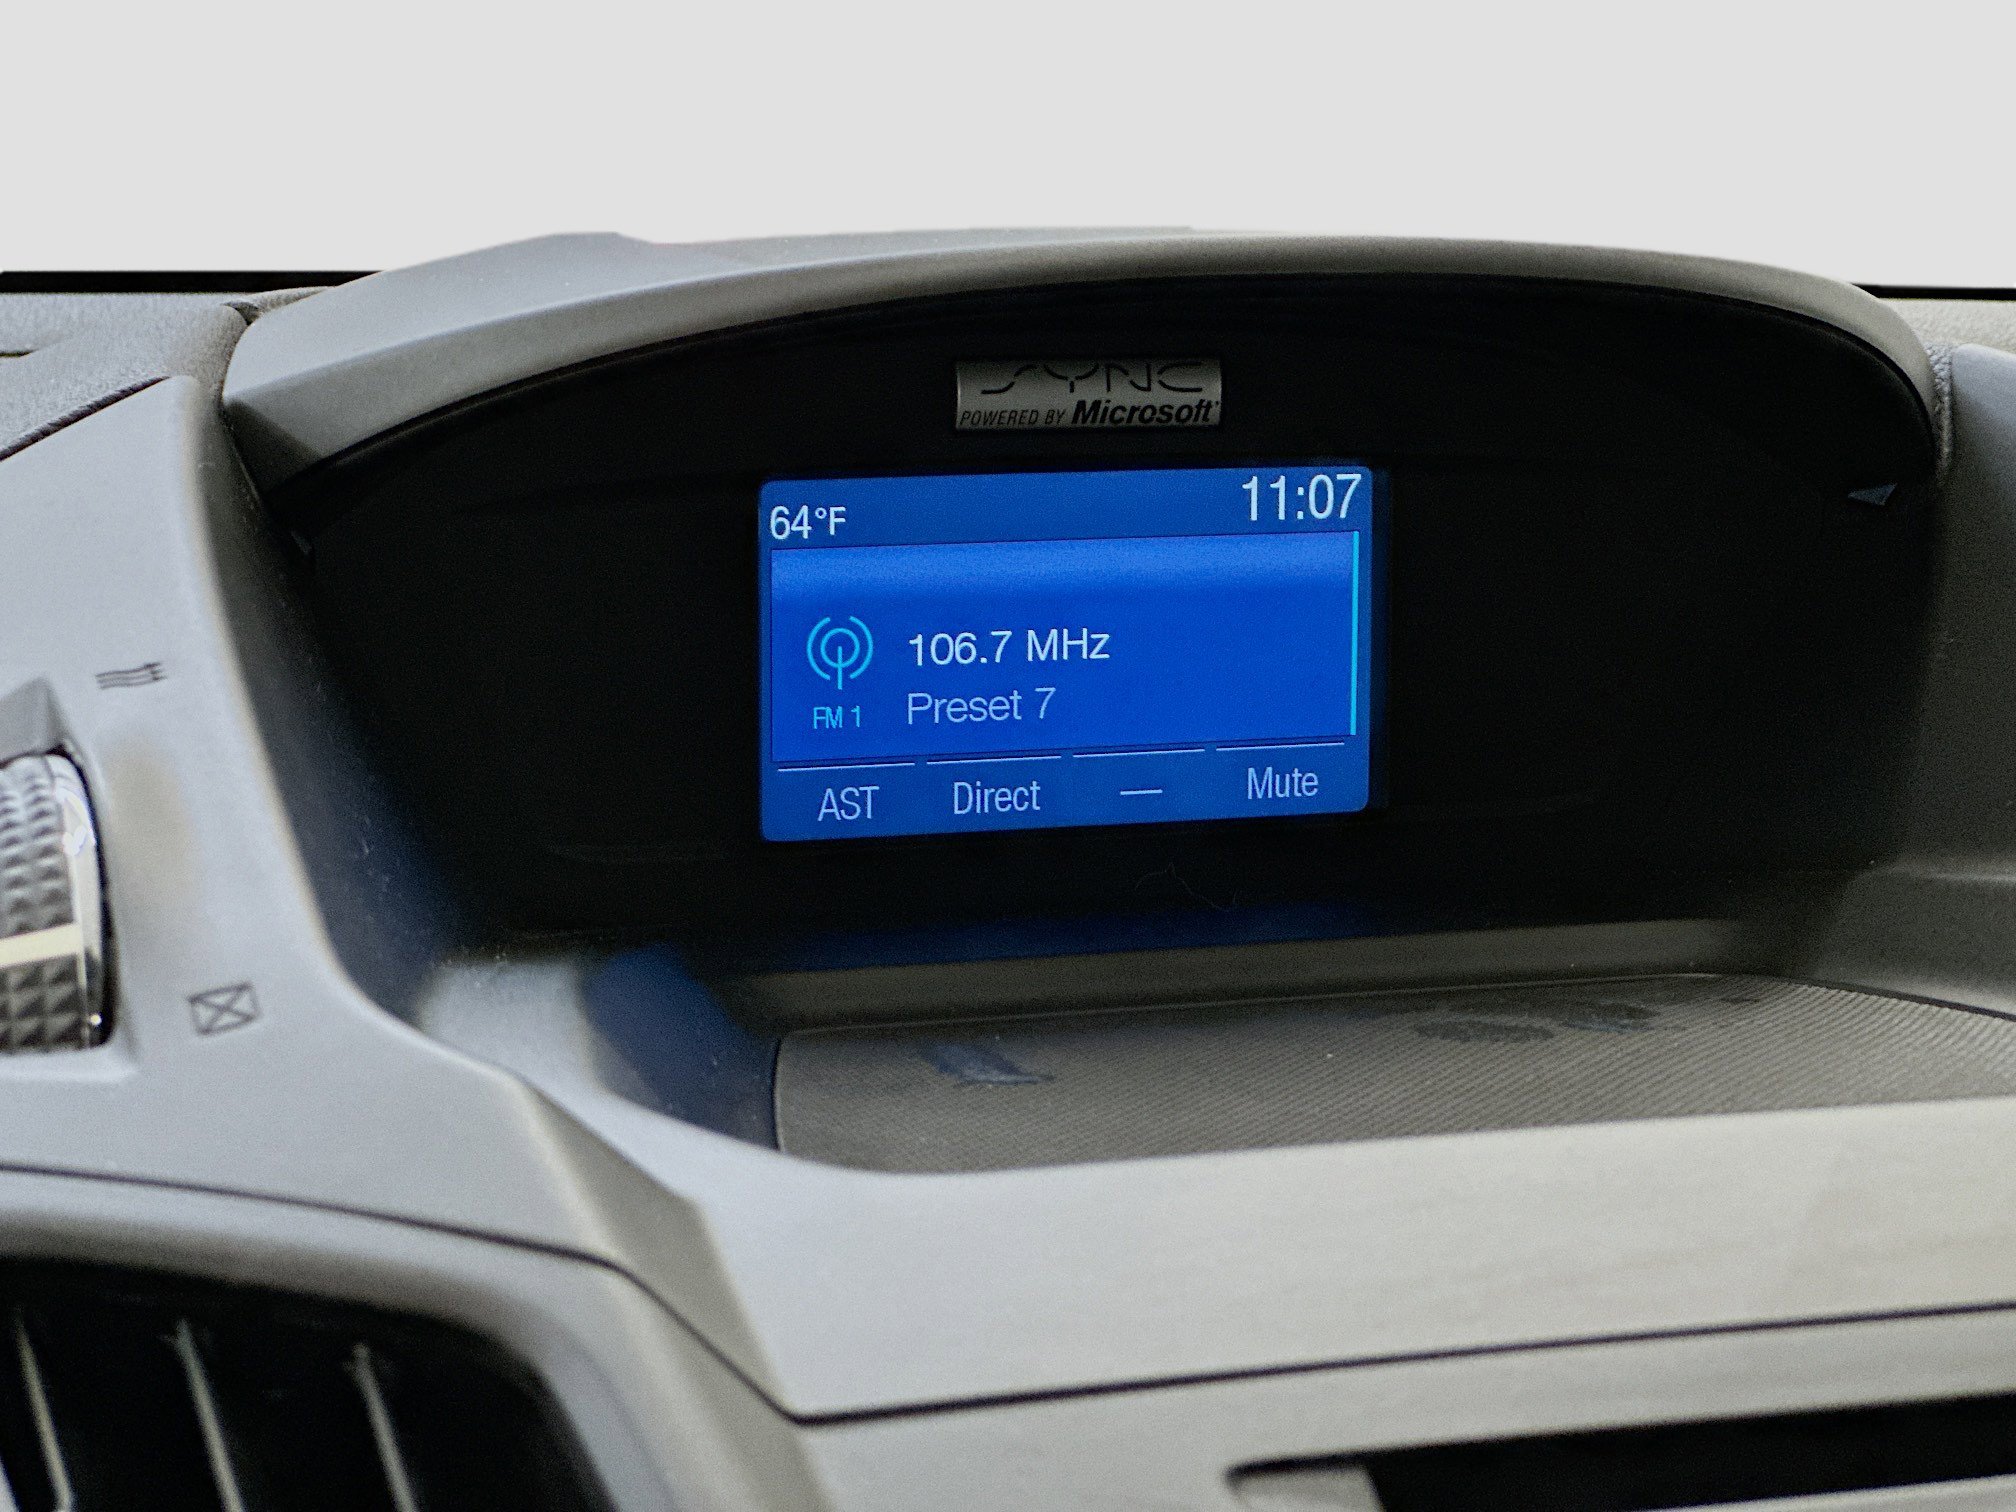 SYNC
POWERED BY Microsoft
64°F
11:07
106.7 MHz
Preset 7
FM 1
AST Direct — Mute